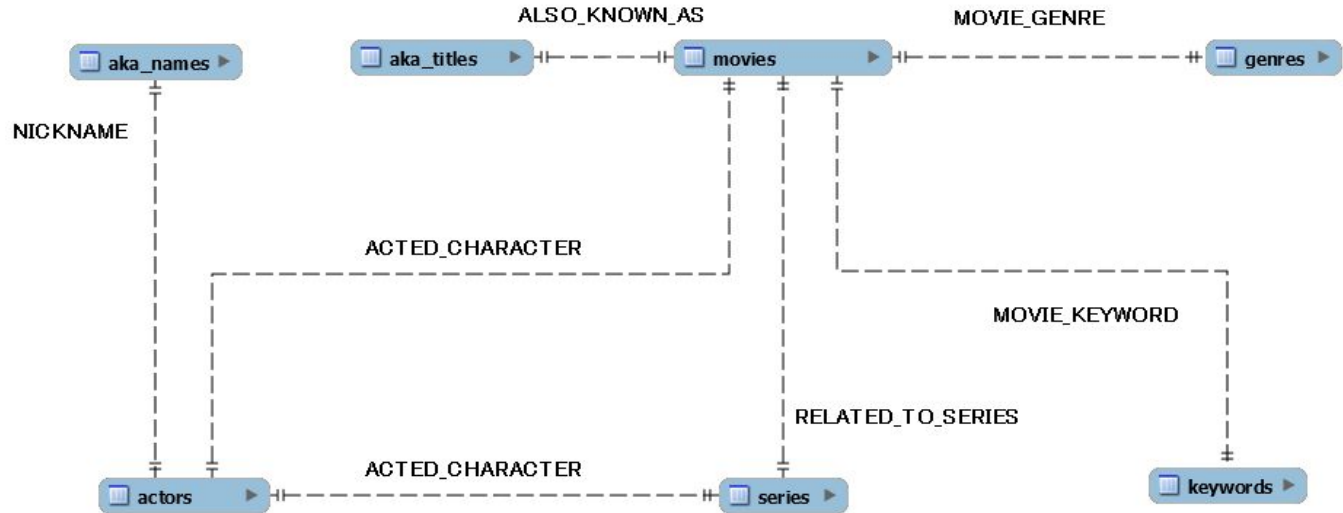 ALSO_KNOWN_AS
MOVIE_GENRE
aka_names
aka_titles
movies
genres
NICKNAME
ACTED_CHARACTER
MOVIE_KEYWORD
RELATED_TO_SERIES
ACTED_CHARACTER
actors
series
keywords